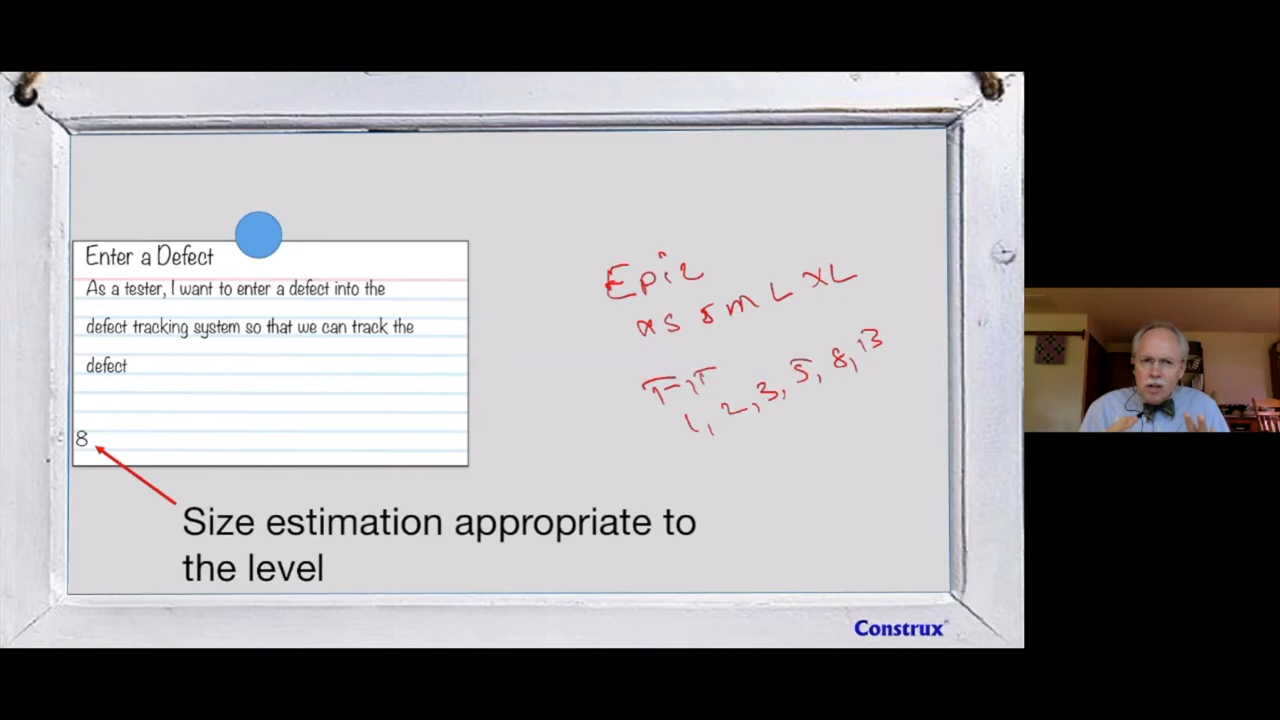 Enter a Defect
As a tester, I want to enter a defect into the
defect tracking system so that we can track the
defect
8
Size estimation appropriate to
the level
Epic
xs s m L XL
1, 2, 3, 5, 8, 13
Construx